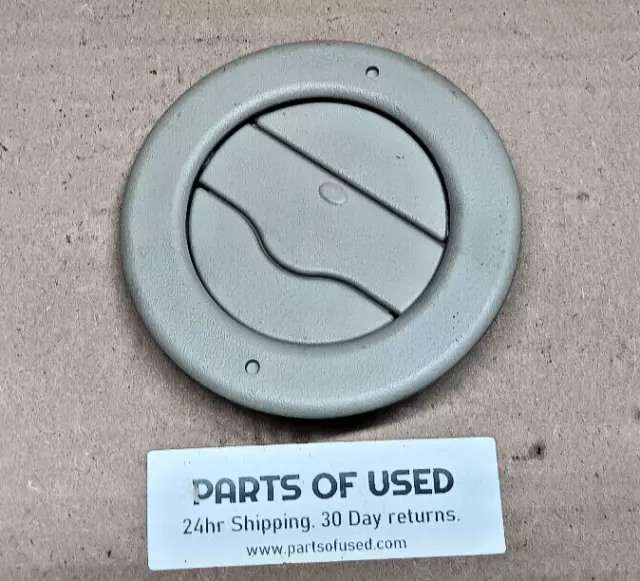 PARTS OF USED
24hr Shipping. 30 Day returns.
www.partsofused.com